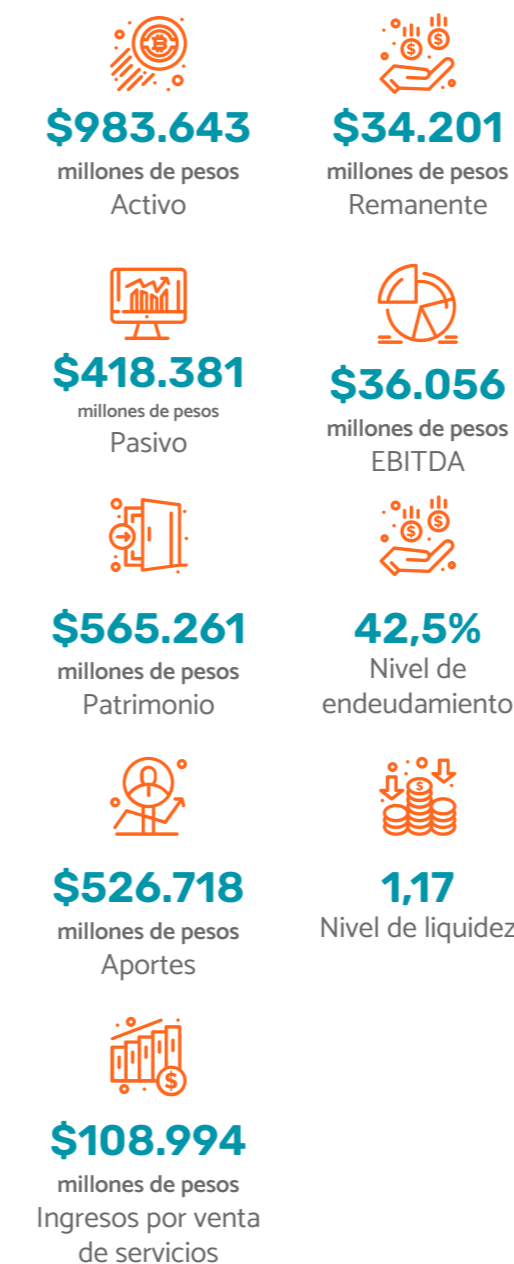 $983.643
millones de pesos
Activo
$34.201
millones de pesos
Remanente
$418.381
millones de pesos
Pasivo
$36.056
millones de pesos
EBITDA
$565.261
millones de pesos
Patrimonio
42,5%
Nivel de
endeudamiento
$526.718
millones de pesos
Aportes
1,17
Nivel de liquidez
$108.994
millones de pesos
Ingresos por venta
de servicios